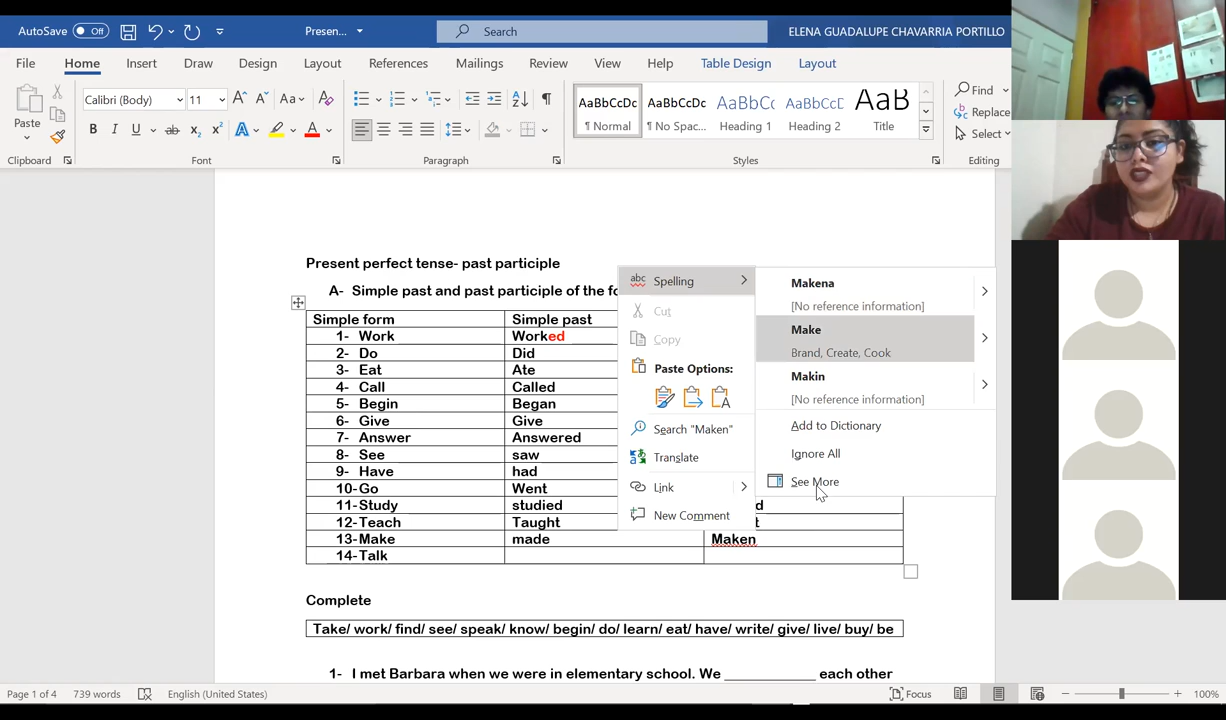 AutoSave Off Presen... Search ELENA GUADALUPE CHAVARRIA PORTILLO
File Home Insert Draw Design Layout References Mailings Review View Help Table Design Layout
Paste Calibri (Body) 11 Aa AaBbCcDc AaBbCcDc AaBbCc AaBbCcDc AaB Find
B I U ab x₂ x² A A ¶ Normal ¶ No Spac... Heading 1 Heading 2 Title Replace
Select
Clipboard Font Paragraph Styles Editing
Present perfect tense- past participle
A- Simple past and past participle of the fo
Simple form Simple past
1- Work Worked
2- Do Did
3- Eat Ate
4- Call Called
5- Begin Began
6- Give Give
7- Answer Answered
8- See saw
9- Have had
10- Go Went
11- Study studied d
12- Teach Taught t
13- Make made Maken
14- Talk
abc Spelling
Cut
Copy
Paste Options:
Search "Maken"
Translate
Link
New Comment
Makena
[No reference information]
Make
Brand, Create, Cook
Makin
[No reference information]
Add to Dictionary
Ignore All
See More
Complete
Take/ work/ find/ see/ speak/ know/ begin/ do/ learn/ eat/ have/ write/ give/ live/ buy/ be
1- I met Barbara when we were in elementary school. We ____________ each other
Page 1 of 4 739 words English (United States) Focus 100%